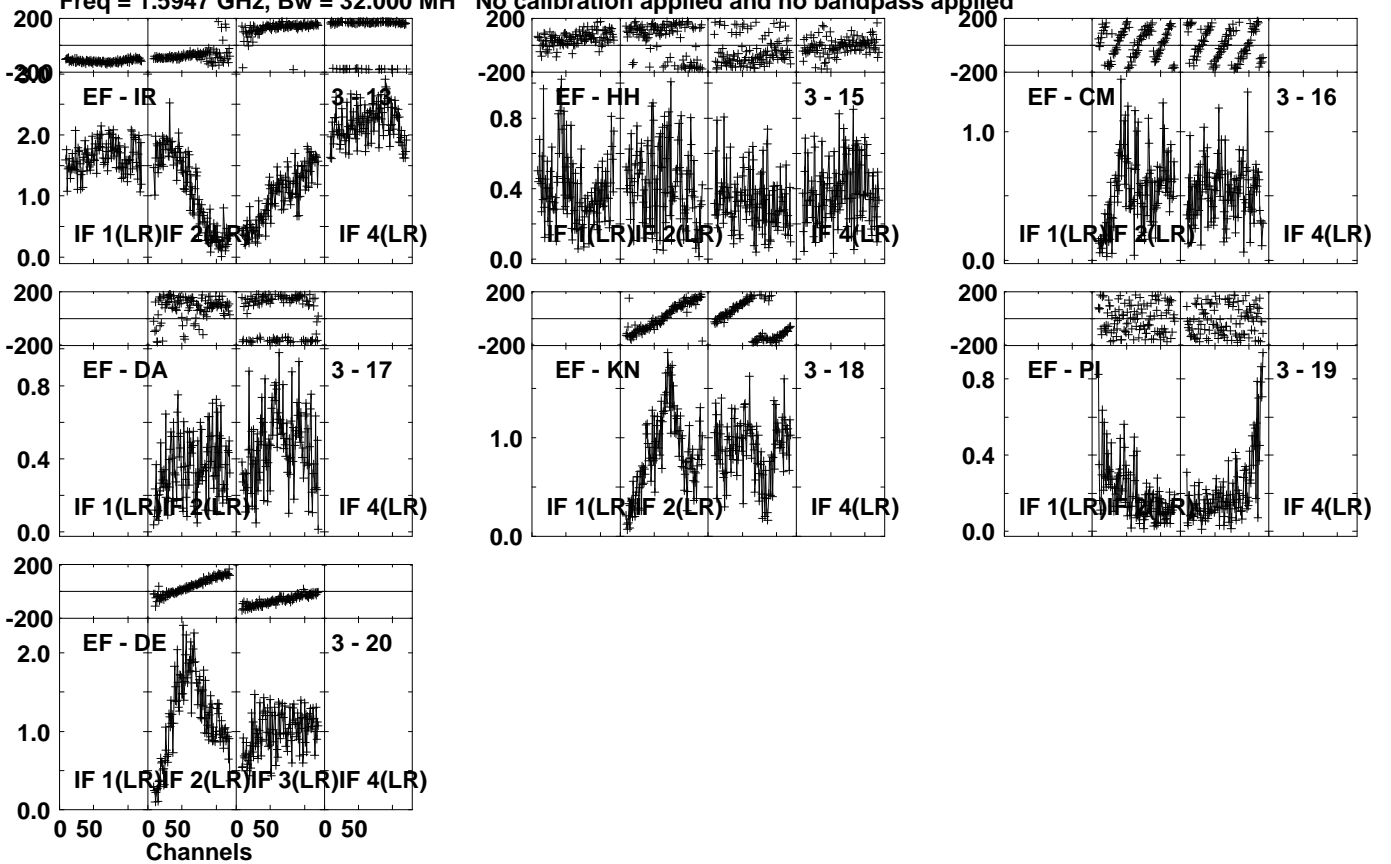 Freq = 1.5947 GHz, Bw = 32.000 MH No calibration applied and no bandpass applied
200 200 200
-200 -200 -200
3.0
EF - IR 3 - 13 EF - HH 3 - 15 EF - CM 3 - 16
2.0 0.8 1.0
1.0 0.4
IF 1(LR) IF 2(LR) IF 4(LR) IF 1(LR) IF 2(LR) IF 4(LR) IF 1(LR) IF 2(LR) IF 4(LR)
0.0 0.0 0.0
200 200 200
-200 -200 -200
EF - DA 3 - 17 EF - KN 3 - 18 EF - PI 3 - 19
0.8 1.0 0.8
0.4 0.4
IF 1(LR) IF 2(LR) IF 4(LR) IF 1(LR) IF 2(LR) IF 4(LR) IF 1(LR) IF 2(LR) IF 4(LR)
0.0 0.0 0.0
200
-200
EF - DE 3 - 20
2.0
1.0
IF 1(LR) IF 2(LR) IF 3(LR) IF 4(LR)
0.0
0 50 0 50 0 50 0 50
Channels